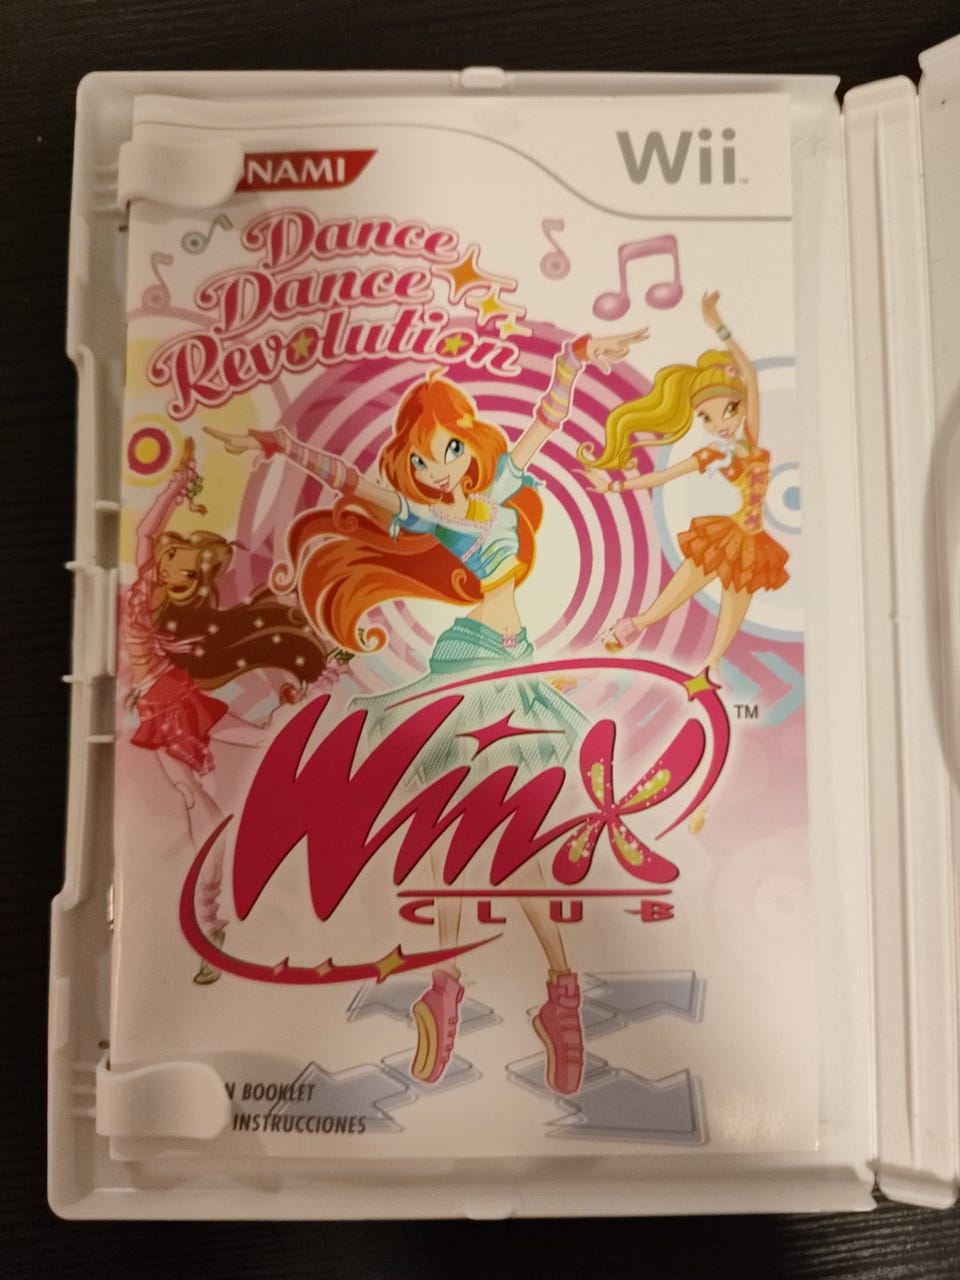 NAMI
Wii
Dance
Dance
Revolution
Winx
TM
CLUB
N BOOKLET
INSTRUCCIONES